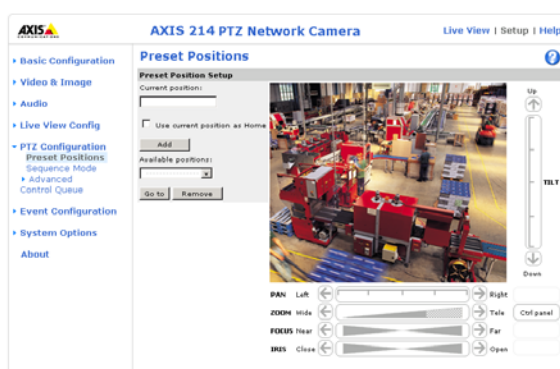 AXIS
COMMUNICATIONS
AXIS 214 PTZ Network Camera
Live View | Setup | Help
Basic Configuration
Video & Image
Audio
Live View Config
PTZ Configuration
Preset Positions
Sequence Mode
Advanced
Control Queue
Event Configuration
System Options
About
Preset Positions
?
Preset Position Setup
Current position:
Use current position as Home
Add
Available positions:
Go to Remove
Up
TILT
Down
PAN Left Right
ZOOM Wide Tele Ctrl panel
FOCUS Near Far
IRIS Close Open